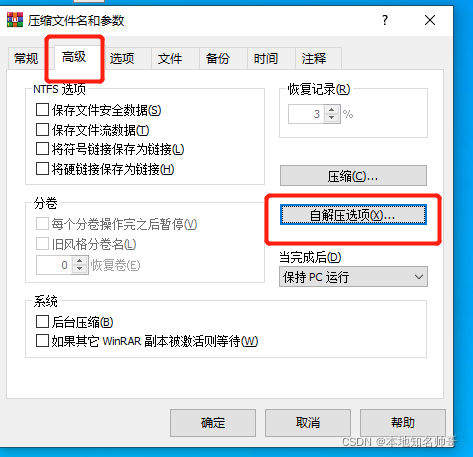 压缩文件名和参数
?
常规 高级 选项 文件 备份 时间 注释
NTFS 选项
保存文件安全数据(S)
保存文件流数据(T)
将符号链接保存为链接(L)
将硬链接保存为链接(H)
恢复记录(R)
3 %
压缩(C)...
分卷
每个分卷操作完之后暂停(V)
旧风格分卷名(L)
0 恢复卷(E)
自解压选项(X)...
当完成后(D)
保持 PC 运行
系统
后台压缩(B)
如果其它 WinRAR 副本被激活则等待(W)
确定 取消 帮助
CSDN @本地知名帅哥